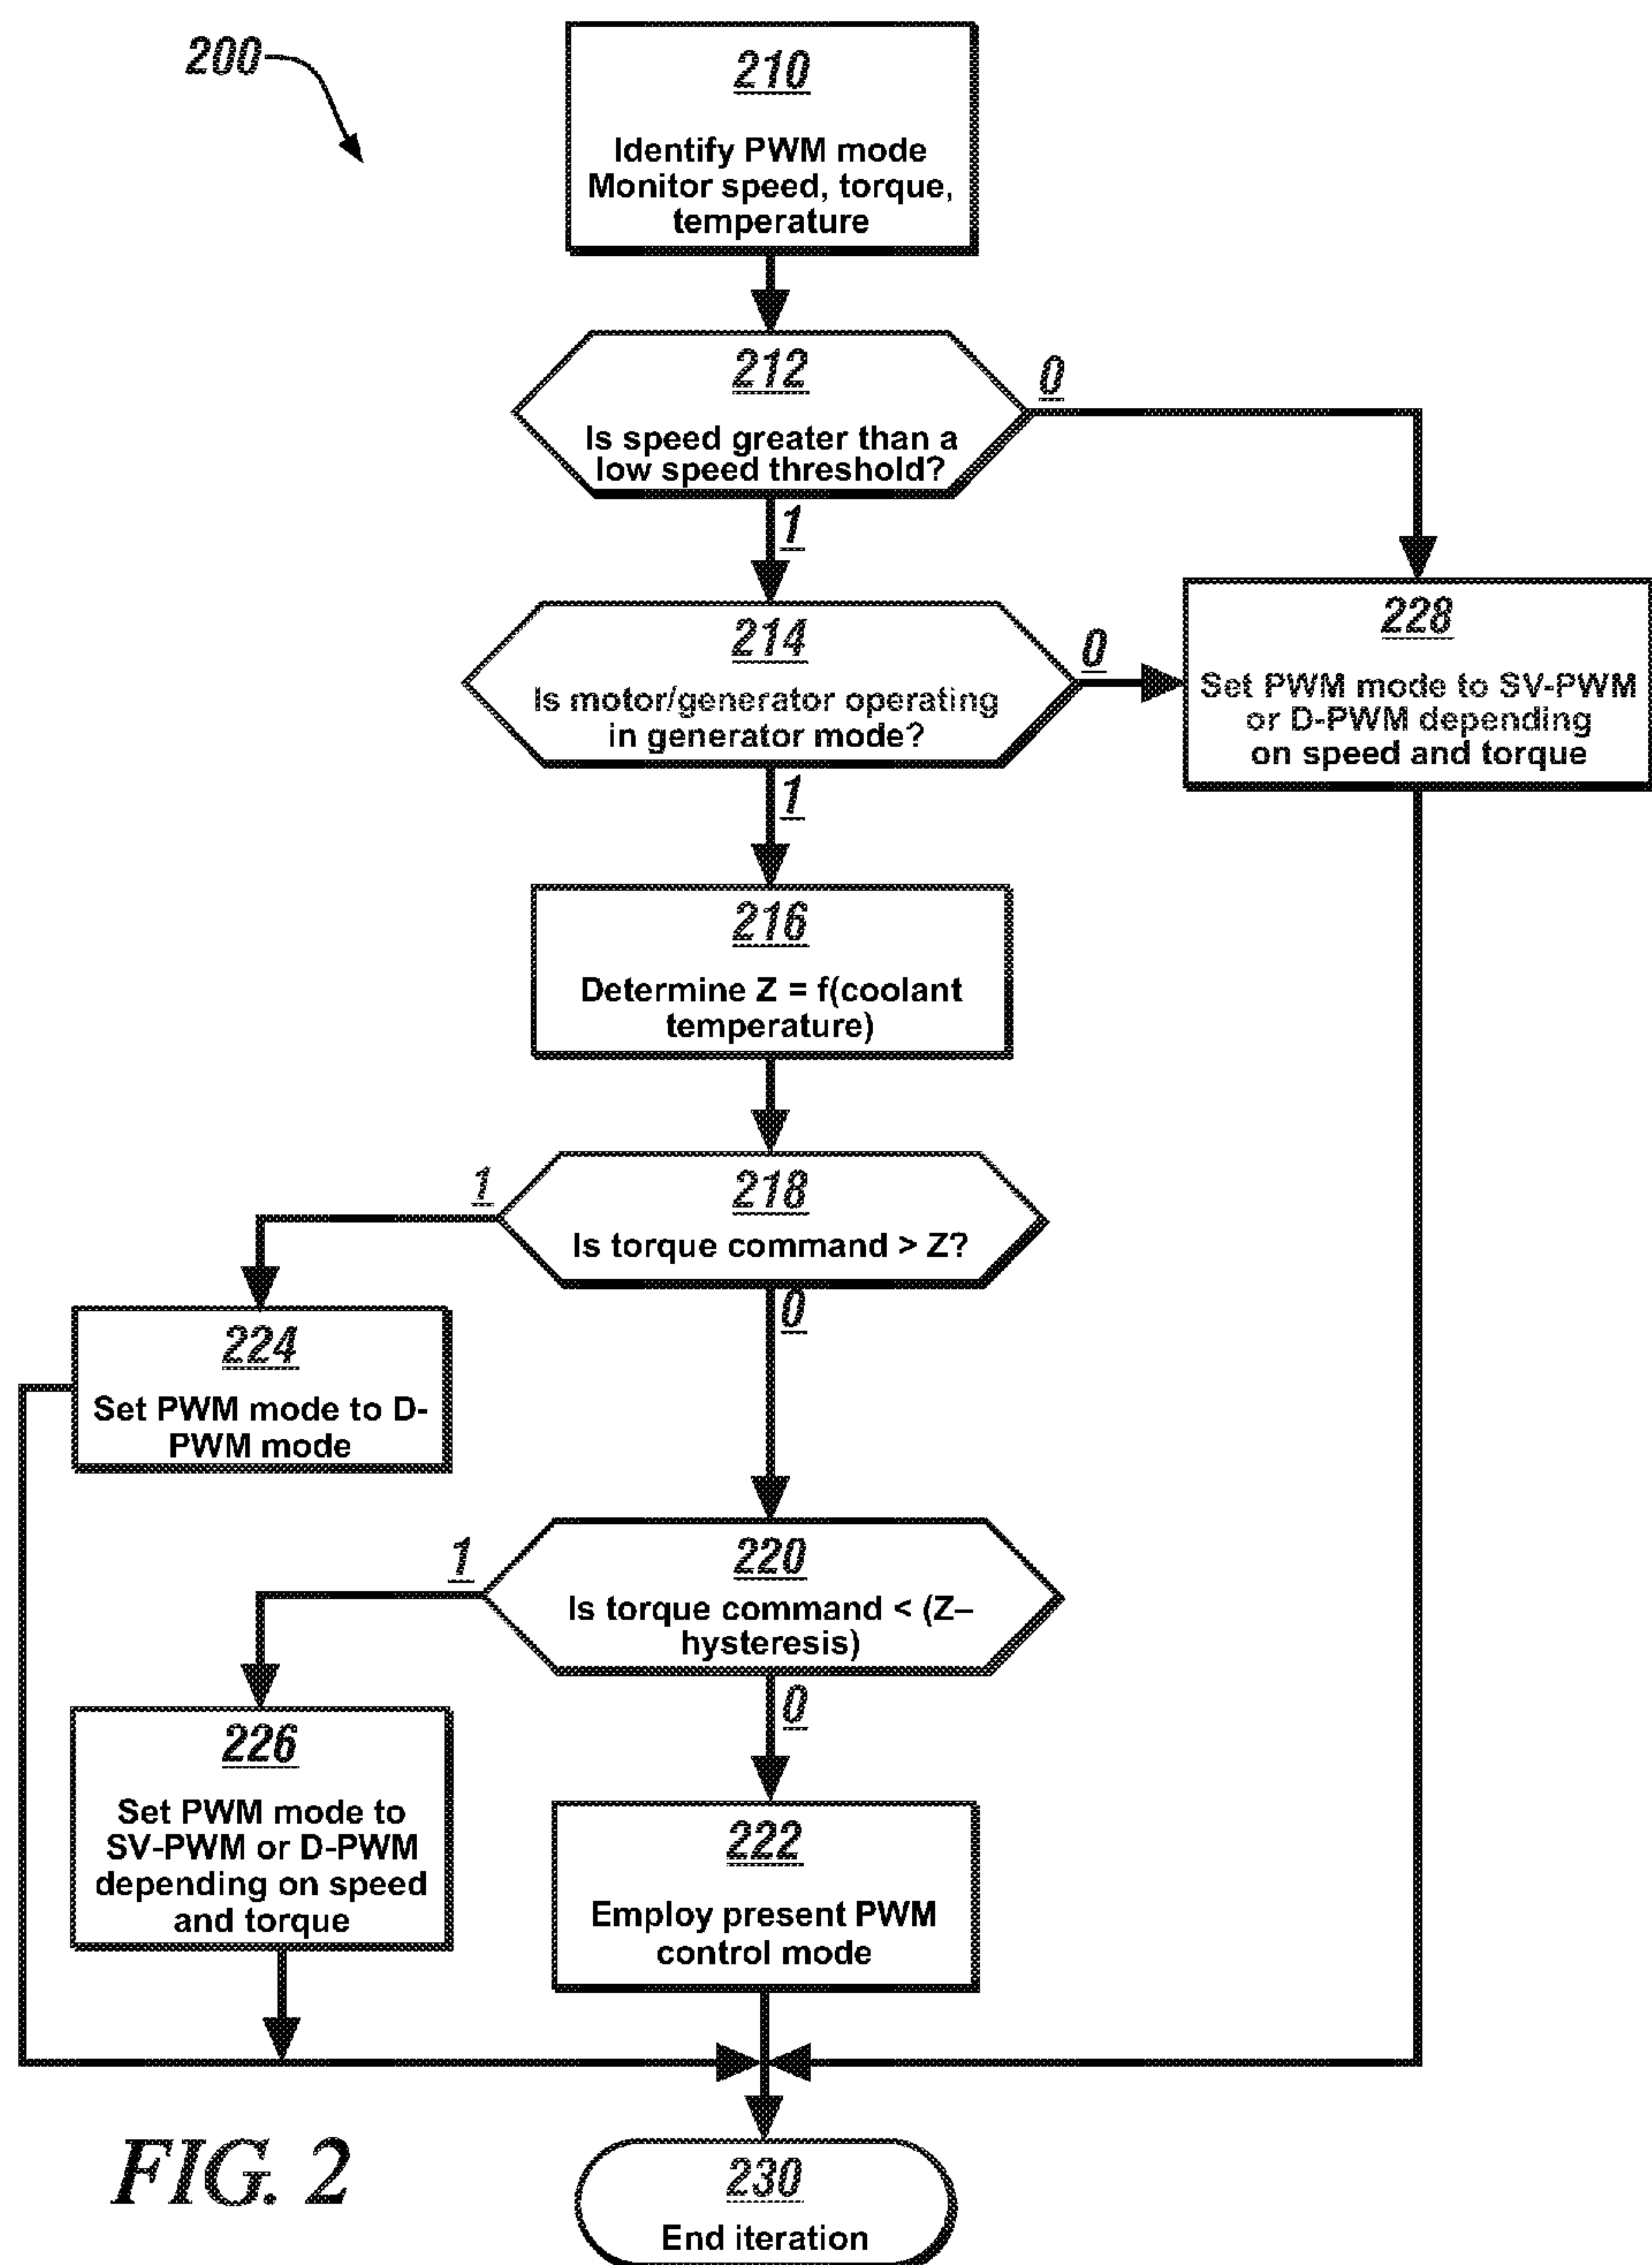 200
210
Identify PWM mode
Monitor speed, torque,
temperature
212
Is speed greater than a
low speed threshold?
0
1
214
Is motor/generator operating
in generator mode?
0
1
228
Set PWM mode to SV-PWM
or D-PWM depending
on speed and torque
216
Determine Z = f(coolant
temperature)
218
Is torque command > Z?
1
0
224
Set PWM mode to D-
PWM mode
220
Is torque command < (Z–
hysteresis)
1
0
226
Set PWM mode to
SV-PWM or D-PWM
depending on speed
and torque
222
Employ present PWM
control mode
230
End iteration
FIG. 2